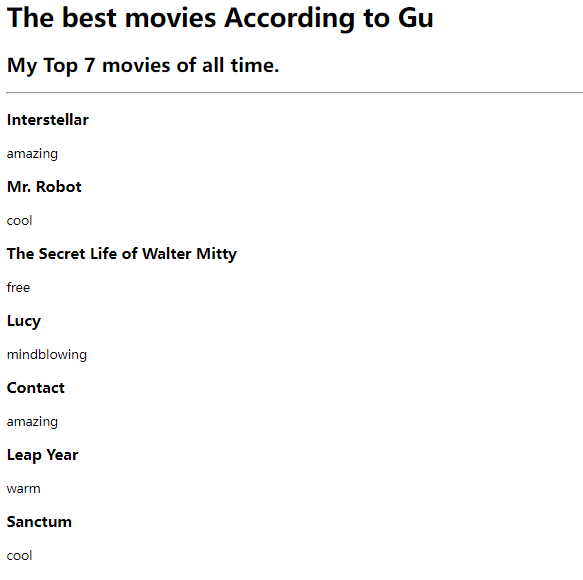 The best movies According to Gu
My Top 7 movies of all time.
Interstellar
amazing
Mr. Robot
cool
The Secret Life of Walter Mitty
free
Lucy
mindblowing
Contact
amazing
Leap Year
warm
Sanctum
cool